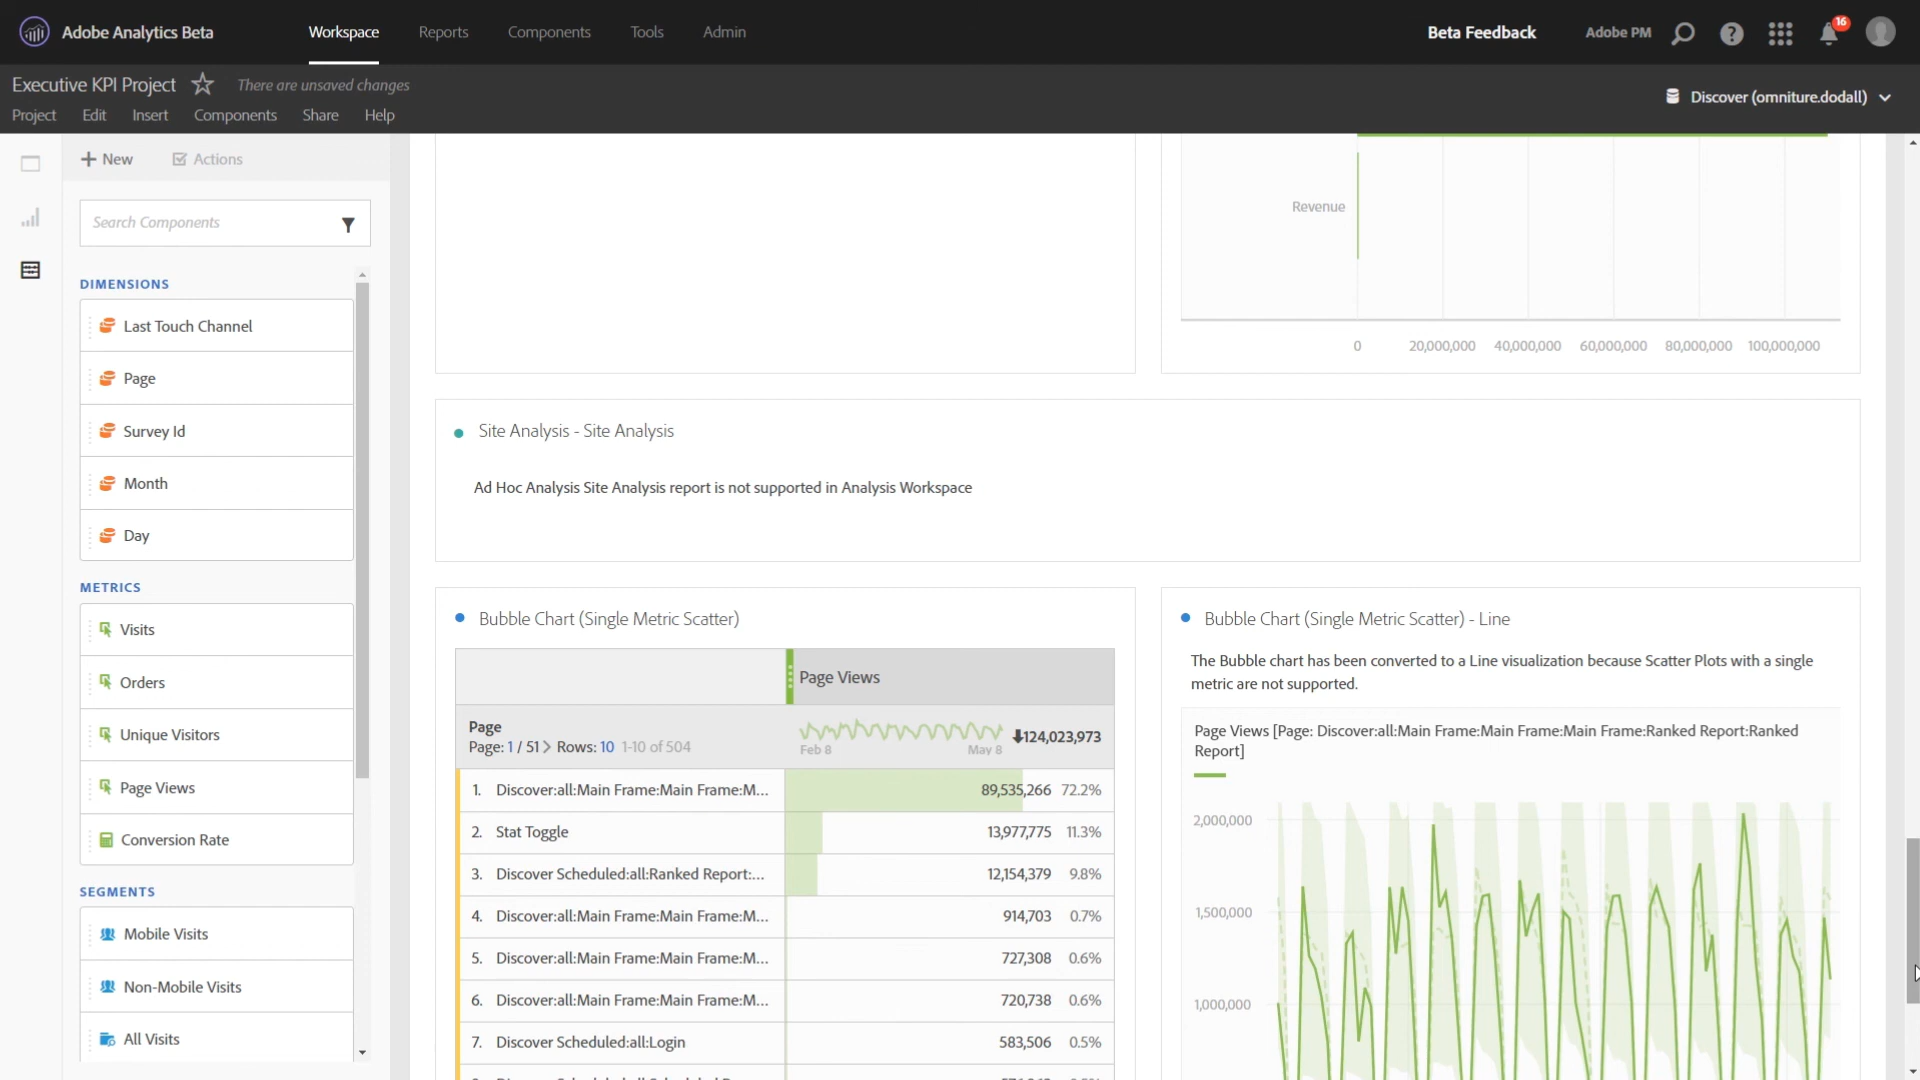 Adobe Analytics Beta
Workspace
Reports
Components
Tools
Admin
Beta Feedback
Adobe PM
?
16
Executive KPI Project
There are unsaved changes
Project
Edit
Insert
Components
Share
Help
Discover (omniture.dodall)
+ New
Actions
Search Components
DIMENSIONS
Last Touch Channel
Page
Survey Id
Month
Day
METRICS
Visits
Orders
Unique Visitors
Page Views
Conversion Rate
SEGMENTS
Mobile Visits
Non-Mobile Visits
All Visits
Revenue
0 20,000,000 40,000,000 60,000,000 80,000,000 100,000,000
Site Analysis - Site Analysis
Ad Hoc Analysis Site Analysis report is not supported in Analysis Workspace
Bubble Chart (Single Metric Scatter)
Page Views
Page
Page: 1 / 51 > Rows: 10 1-10 of 504
Feb 8
May 8
124,023,973
1. Discover:all:Main Frame:Main Frame:M... 89,535,266 72.2%
2. Stat Toggle 13,977,775 11.3%
3. Discover Scheduled:all:Ranked Report:... 12,154,379 9.8%
4. Discover:all:Main Frame:Main Frame:M... 914,703 0.7%
5. Discover:all:Main Frame:Main Frame:M... 727,308 0.6%
6. Discover:all:Main Frame:Main Frame:M... 720,738 0.6%
7. Discover Scheduled:all:Login 583,506 0.5%
Bubble Chart (Single Metric Scatter) - Line
The Bubble chart has been converted to a Line visualization because Scatter Plots with a single
metric are not supported.
Page Views [Page: Discover:all:Main Frame:Main Frame:Main Frame:Ranked Report:Ranked
Report]
2,000,000
1,500,000
1,000,000